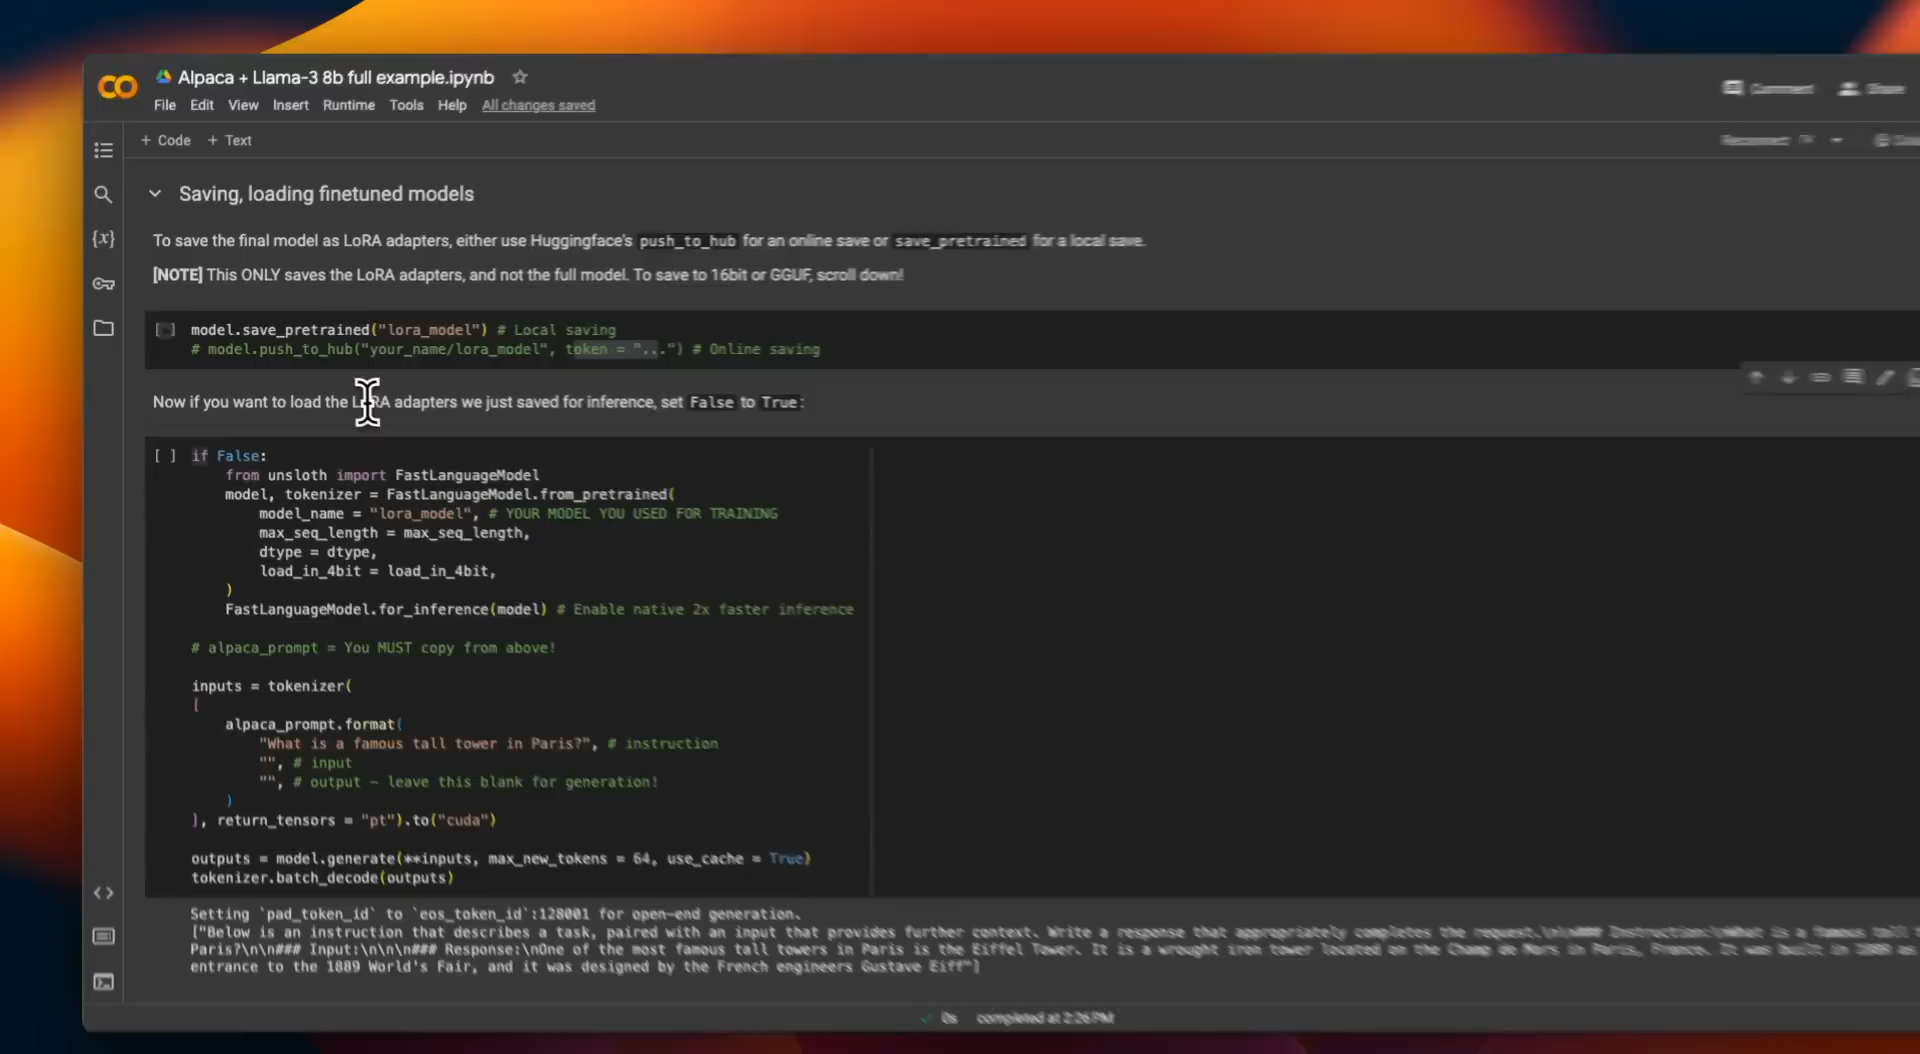 Alpaca + Llama-3 8b full example.ipynb
Comment
Share
File Edit View Insert Runtime Tools Help All changes saved
+ Code + Text
Reconnect
Saving, loading finetuned models
To save the final model as LoRA adapters, either use Huggingface's push_to_hub for an online save or save_pretrained for a local save.
[NOTE] This ONLY saves the LoRA adapters, and not the full model. To save to 16bit or GGUF, scroll down!
model.save_pretrained("lora_model") # Local saving
# model.push_to_hub("your_name/lora_model", token = "...") # Online saving
Now if you want to load the LoRA adapters we just saved for inference, set False to True:
[ ] if False:
from unsloth import FastLanguageModel
model, tokenizer = FastLanguageModel.from_pretrained(
model_name = "lora_model", # YOUR MODEL YOU USED FOR TRAINING
max_seq_length = max_seq_length,
dtype = dtype,
load_in_4bit = load_in_4bit,
)
FastLanguageModel.for_inference(model) # Enable native 2x faster inference
# alpaca_prompt = You MUST copy from above!
inputs = tokenizer(
[
alpaca_prompt.format(
"What is a famous tall tower in Paris?", # instruction
"", # input
"", # output - leave this blank for generation!
)
], return_tensors = "pt").to("cuda")
outputs = model.generate(**inputs, max_new_tokens = 64, use_cache = True)
tokenizer.batch_decode(outputs)
Setting `pad_token_id` to `eos_token_id`:128001 for open-end generation.
["Below is an instruction that describes a task, paired with an input that provides further context. Write a response that appropriately completes the request.\n\n### Instruction:\nWhat is a famous tall
Paris?\n\n### Input:\n\n\n### Response:\nOne of the most famous tall towers in Paris is the Eiffel Tower. It is a wrought iron tower located on the Champ de Mars in Paris, France. It was built in 1889 as
entrance to the 1889 World's Fair, and it was designed by the French engineers Gustave Eiff"]
0s completed at 2:26 PM